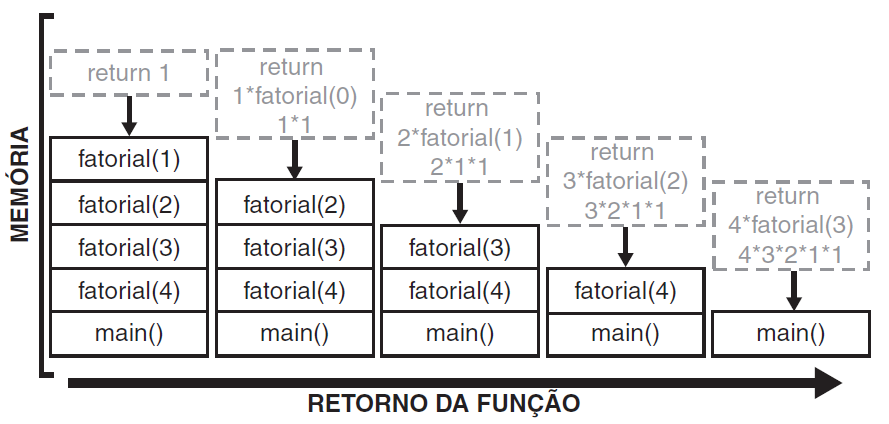 MEMÓRIA
return 1
fatorial(1)
fatorial(2)
fatorial(3)
fatorial(4)
main()
return
1*fatorial(0)
1*1
fatorial(2)
fatorial(3)
fatorial(4)
main()
return
2*fatorial(1)
2*1*1
fatorial(3)
fatorial(4)
main()
return
3*fatorial(2)
3*2*1*1
fatorial(4)
main()
return
4*fatorial(3)
4*3*2*1*1
main()
RETORNO DA FUNÇÃO